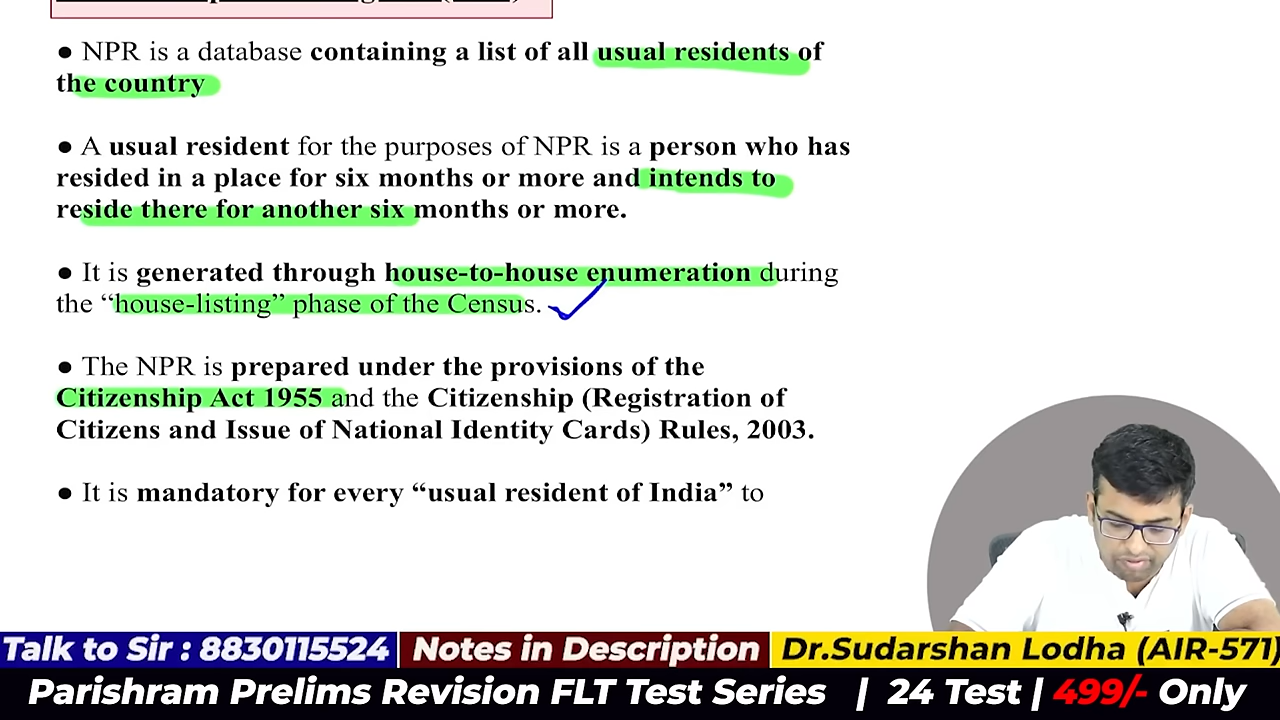 ● NPR is a database containing a list of all usual residents of
the country
● A usual resident for the purposes of NPR is a person who has
resided in a place for six months or more and intends to
reside there for another six months or more.
● It is generated through house-to-house enumeration during
the “house-listing” phase of the Census.
● The NPR is prepared under the provisions of the
Citizenship Act 1955 and the Citizenship (Registration of
Citizens and Issue of National Identity Cards) Rules, 2003.
● It is mandatory for every “usual resident of India” to
Talk to Sir : 8830115524 Notes in Description Dr.Sudarshan Lodha (AIR-571)
Parishram Prelims Revision FLT Test Series | 24 Test | 499/- Only